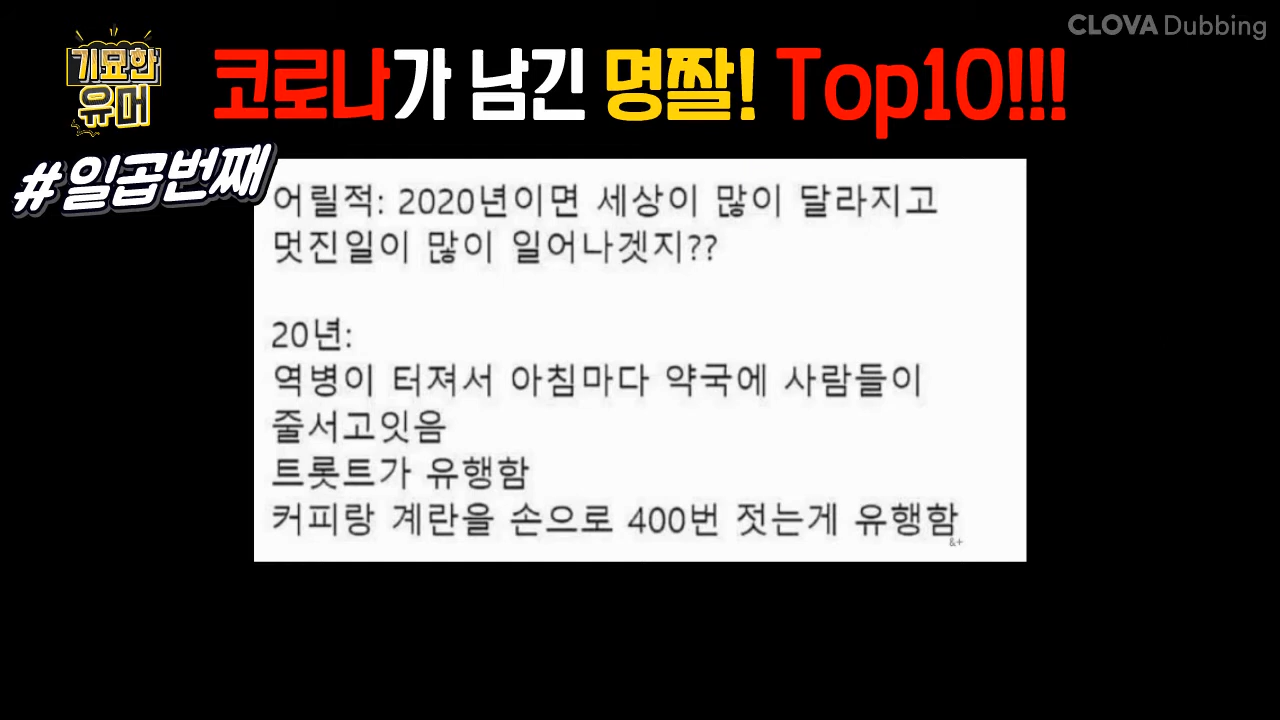 CLOVA Dubbing
기묘한
유머
코로나가 남긴 명짤! Top10!!!
#일곱번째
어릴적: 2020년이면 세상이 많이 달라지고
멋진일이 많이 일어나겟지??
20년:
역병이 터져서 아침마다 약국에 사람들이
줄서고잇음
트롯트가 유행함
커피랑 계란을 손으로 400번 젓는게 유행함
&+